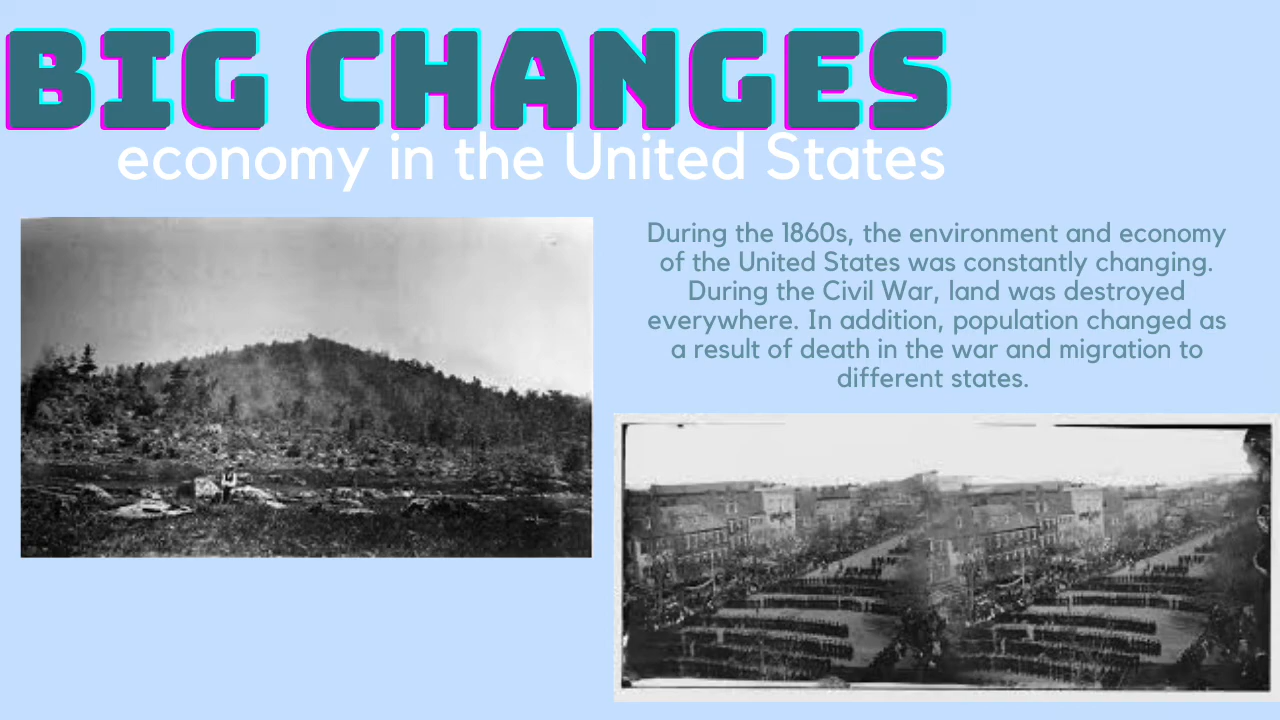 BIG CHANGES
economy in the United States
During the 1860s, the environment and economy
of the United States was constantly changing.
During the Civil War, land was destroyed
everywhere. In addition, population changed as
a result of death in the war and migration to
different states.